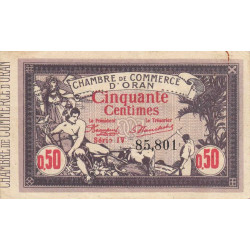 CHAMBRE DE COMMERCE D'ORAN
CHAMBRE DE COMMERCE
D'ORAN
Cinquante
Centimes
Le Président
Le Trésorier
Série IV
85,801
0,50
0,50